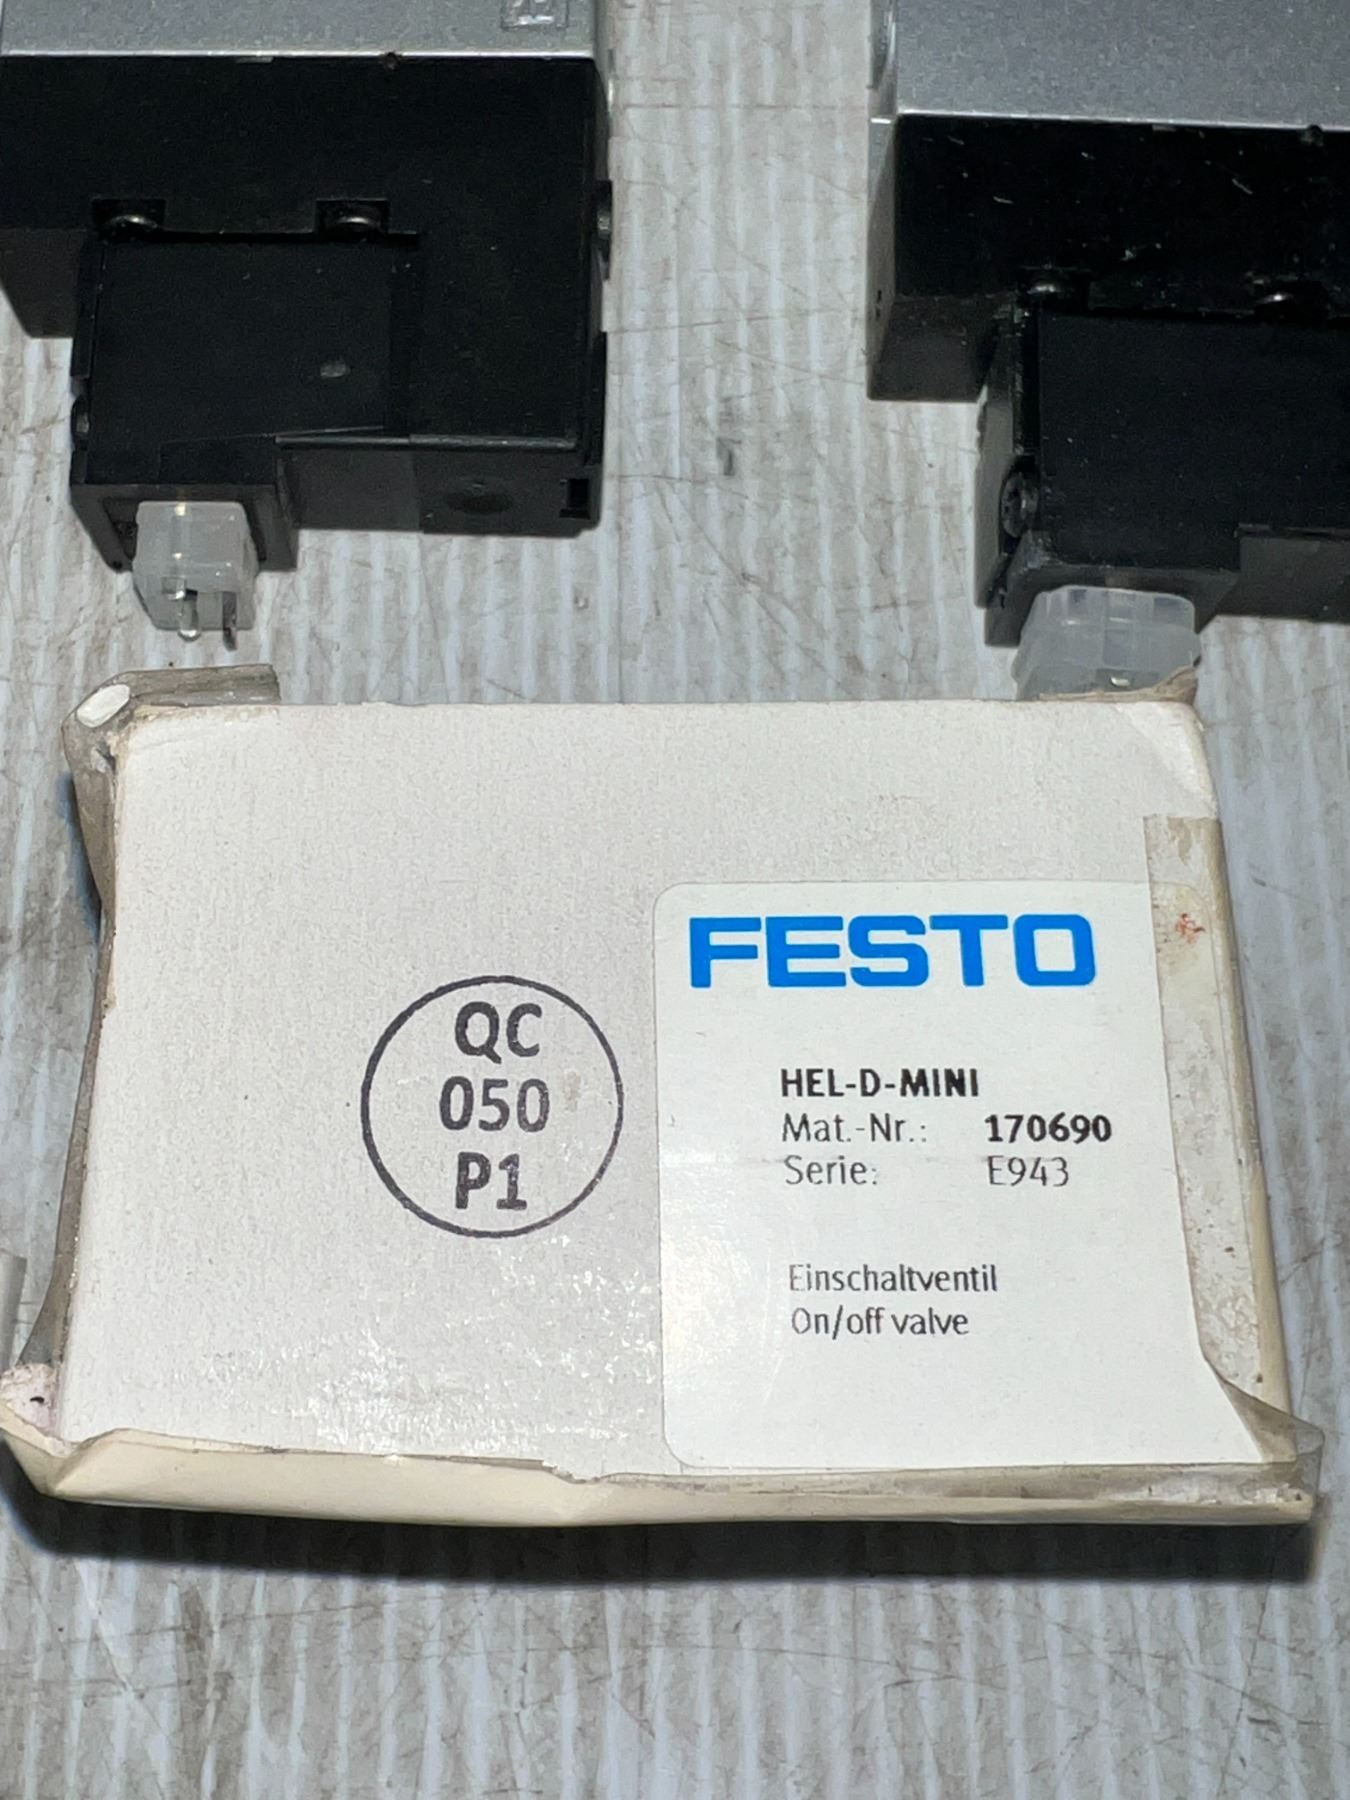 FESTO
QC
050
P1
HEL-D-MINI
Mat.-Nr.: 170690
Serie: E943
Einschaltventil
On/off valve